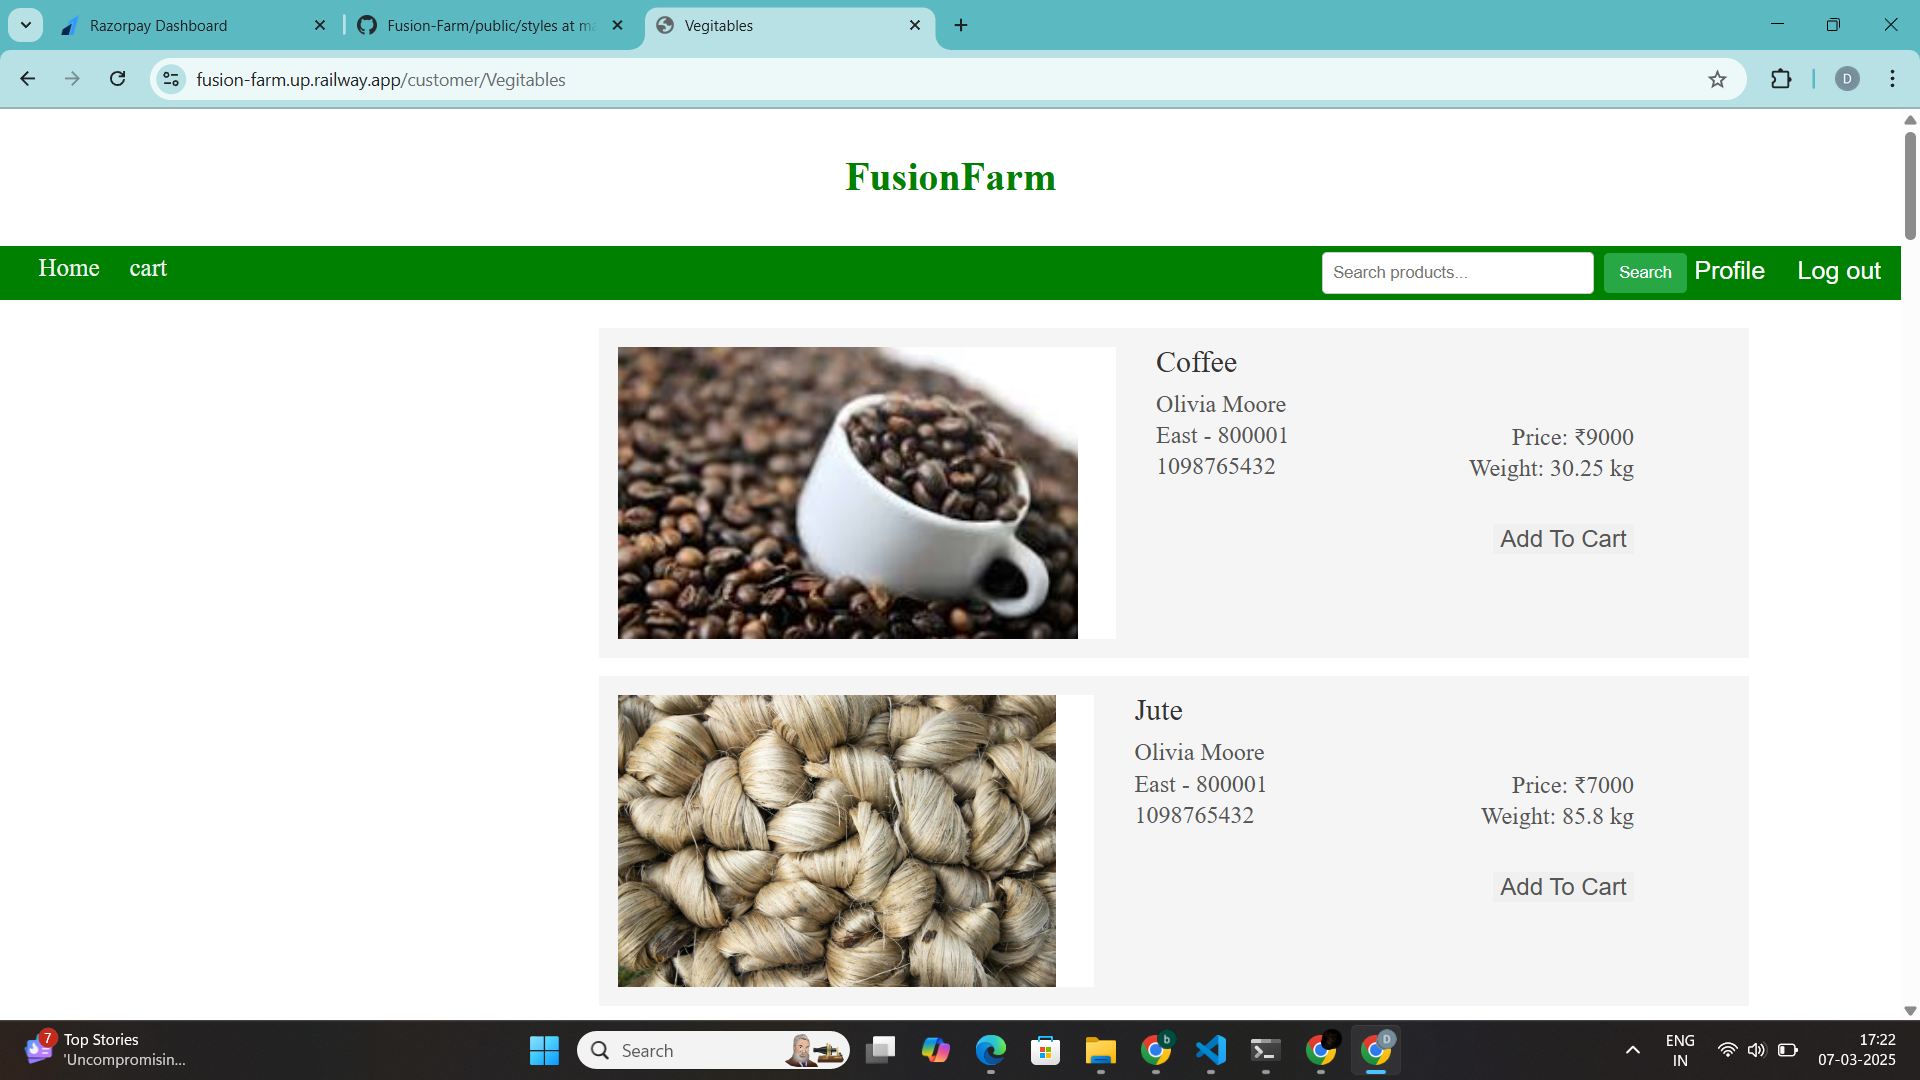 Razorpay Dashboard
Fusion-Farm/public/styles at ma
Vegitables
fusion-farm.up.railway.app/customer/Vegitables
D
FusionFarm
Home
cart
Search products...
Search
Profile
Log out
Coffee
Olivia Moore
East - 800001
1098765432
Price: ₹9000
Weight: 30.25 kg
Add To Cart
Jute
Olivia Moore
East - 800001
1098765432
Price: ₹7000
Weight: 85.8 kg
Add To Cart
7
Top Stories
'Uncompromisin...
Search
b
D
ENG
IN
17:22
07-03-2025